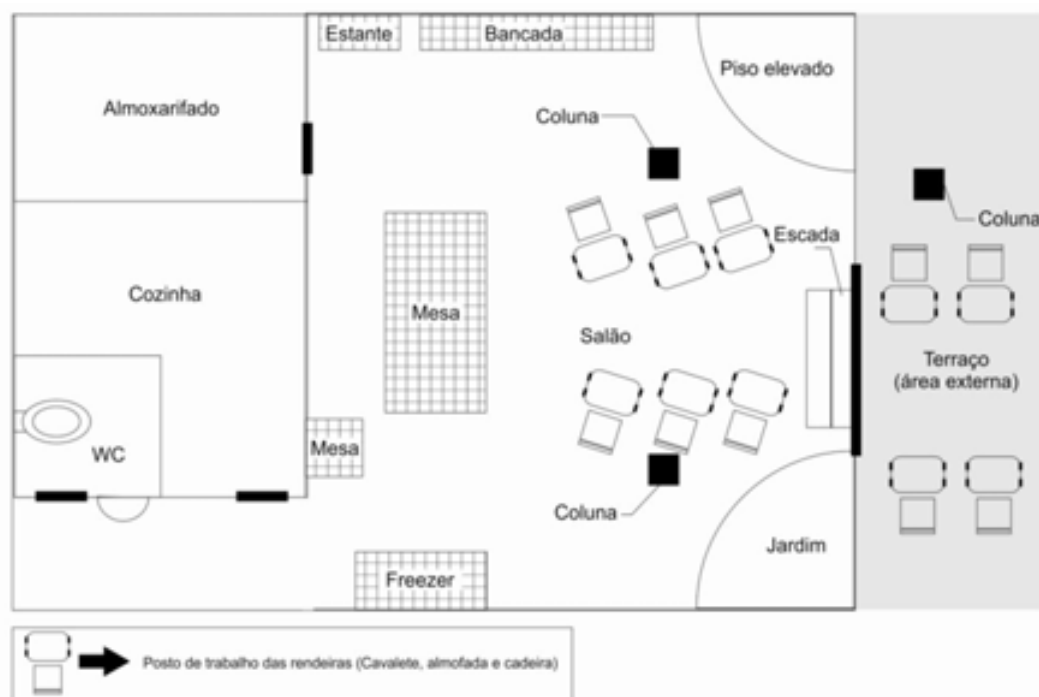 Estante
Bancada
Almoxarifado
Piso elevado
Coluna
Coluna
Escada
Cozinha
Mesa
Salão
Terraço
(área externa)
WC
Mesa
Coluna
Jardim
Freezer
Posto de trabalho das rendeiras (Cavalete, almofada e cadeira)